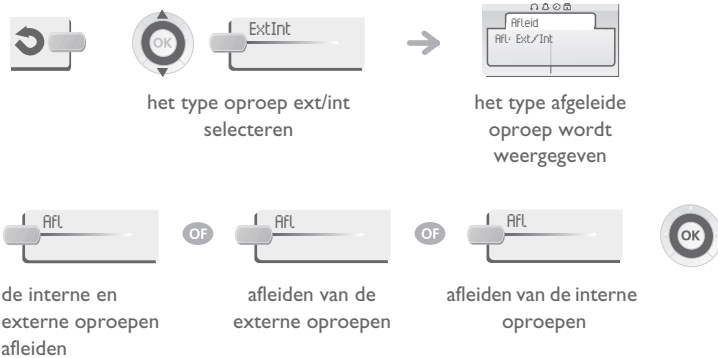 OK
ExtInt
Afleid
Afl: Ext/Int
het type oproep ext/int
selecteren
het type afgeleide
oproep wordt
weergegeven
Afl
OF
Afl
OF
Afl
OK
de interne en
externe oproepen
afleiden
afleiden van de
externe oproepen
afleiden van de interne
oproepen